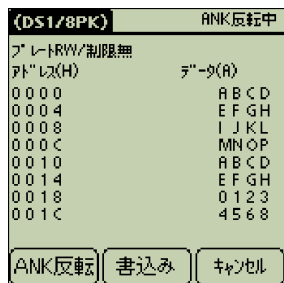 (DS1/8PK) ANK反転中
プレートRW/制限無
アドレス(H) データ(A)
0000 ABCD
0004 EFGH
0008 IJKL
000C MNOP
0010 ABCD
0014 EFGH
0018 0123
001C 4568
ANK反転 書込み キャンセル